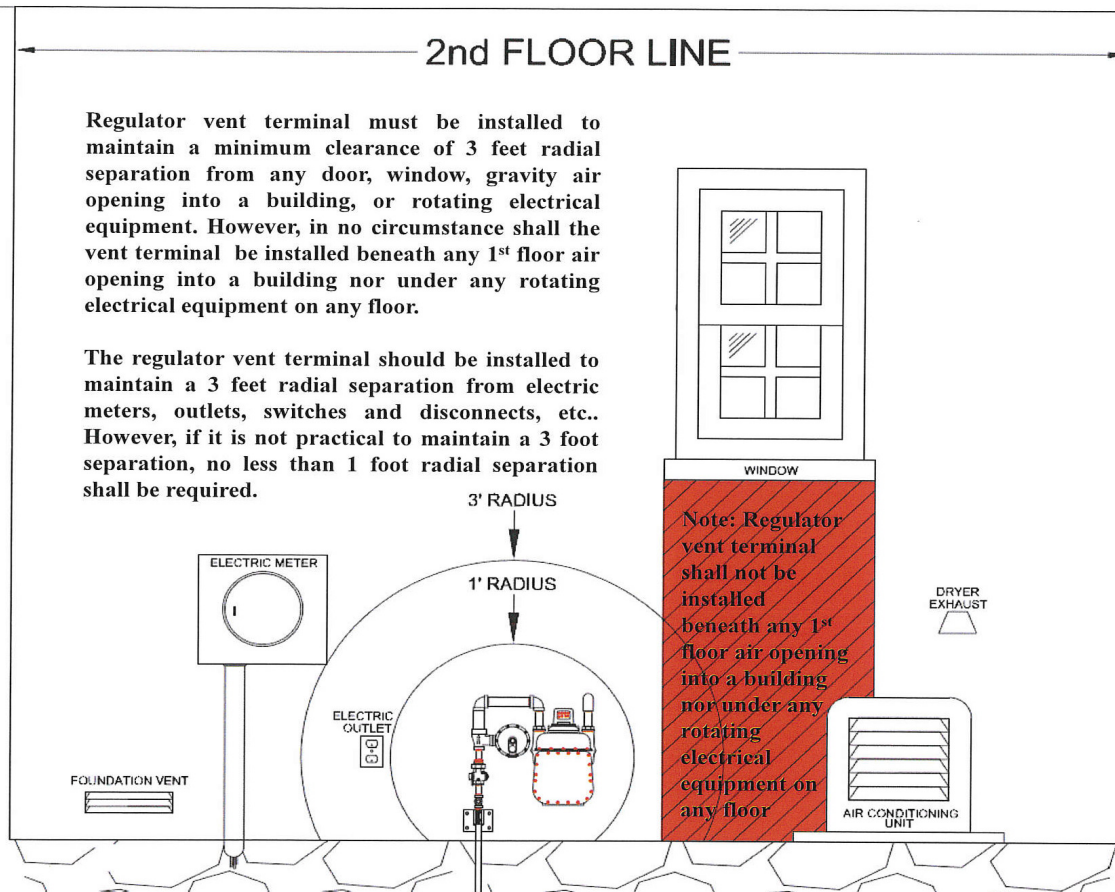 2nd FLOOR LINE
Regulator vent terminal must be installed to
maintain a minimum clearance of 3 feet radial
separation from any door, window, gravity air
opening into a building, or rotating electrical
equipment. However, in no circumstance shall the
vent terminal be installed beneath any 1st floor air
opening into a building nor under any rotating
electrical equipment on any floor.
The regulator vent terminal should be installed to
maintain a 3 feet radial separation from electric
meters, outlets, switches and disconnects, etc..
However, if it is not practical to maintain a 3 foot
separation, no less than 1 foot radial separation
shall be required.
3' RADIUS
1' RADIUS
ELECTRIC METER
ELECTRIC
OUTLET
FOUNDATION VENT
WINDOW
Note: Regulator
vent terminal
shall not be
installed
beneath any 1st
floor air opening
into a building
nor under any
rotating
electrical
equipment on
any floor
DRYER
EXHAUST
AIR CONDITIONING
UNIT